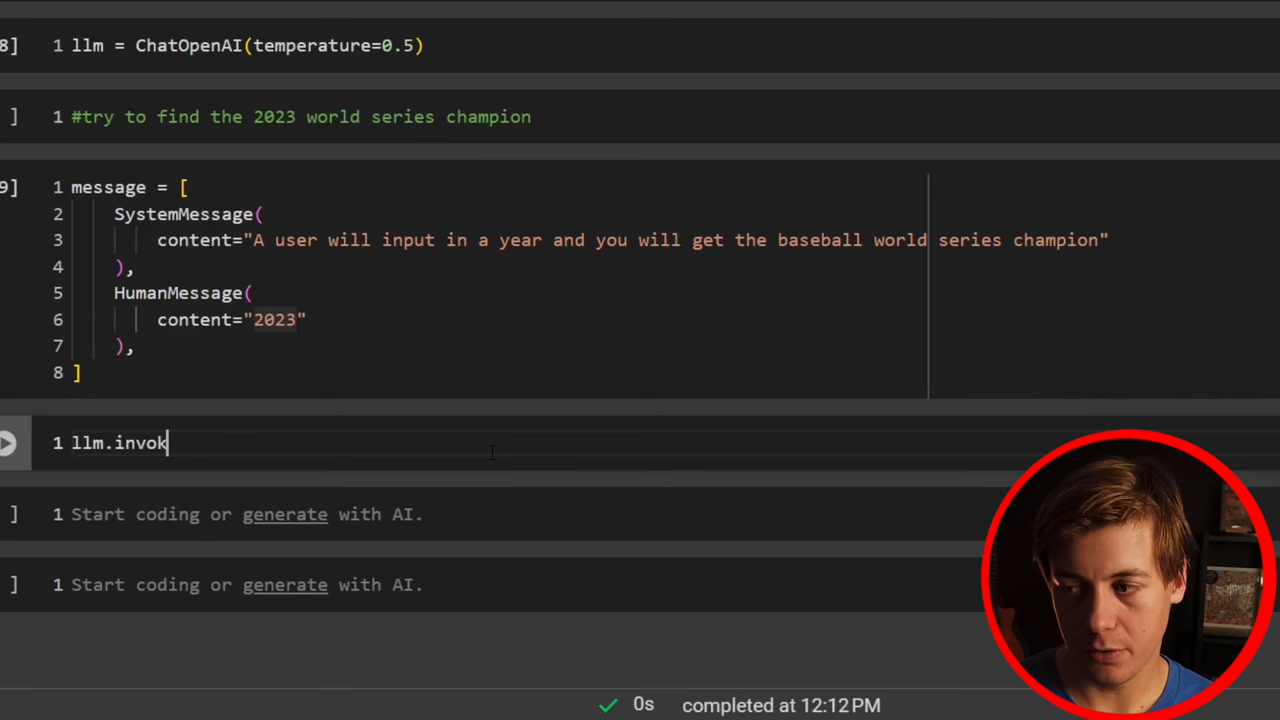 8] 1 llm = ChatOpenAI(temperature=0.5)
] 1 #try to find the 2023 world series champion
9] 1 message = [
2 SystemMessage(
3 content="A user will input in a year and you will get the baseball world series champion"
4 ),
5 HumanMessage(
6 content="2023"
7 ),
8 ]
1 llm.invok
] 1 Start coding or generate with AI.
] 1 Start coding or generate with AI.
0s completed at 12:12 PM